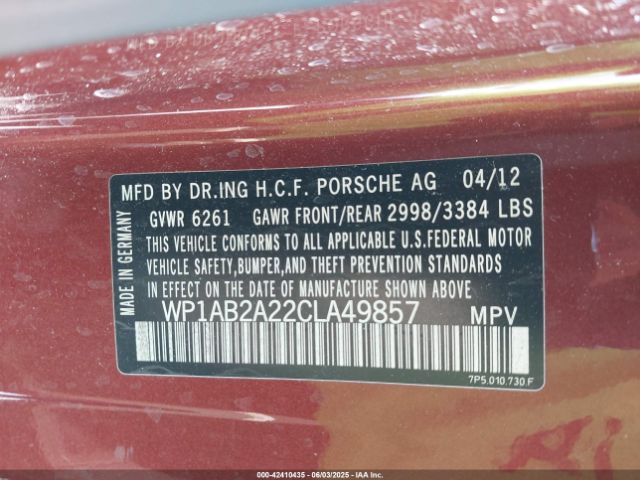 MFD BY DR.ING H.C.F. PORSCHE AG 04/12
GVWR 6261 GAWR FRONT/REAR 2998/3384 LBS
THIS VEHICLE CONFORMS TO ALL APPLICABLE U.S.FEDERAL MOTOR
VEHICLE SAFETY,BUMPER,AND THEFT PREVENTION STANDARDS
IN EFFECT ON THE DATE OF MANUFACTURE SHOWN ABOVE
WP1AB2A22CLA49857 MPV
MADE IN GERMANY
7P5.010.730.F
000-42410435 - 06/03/2025 - IAAI.COM